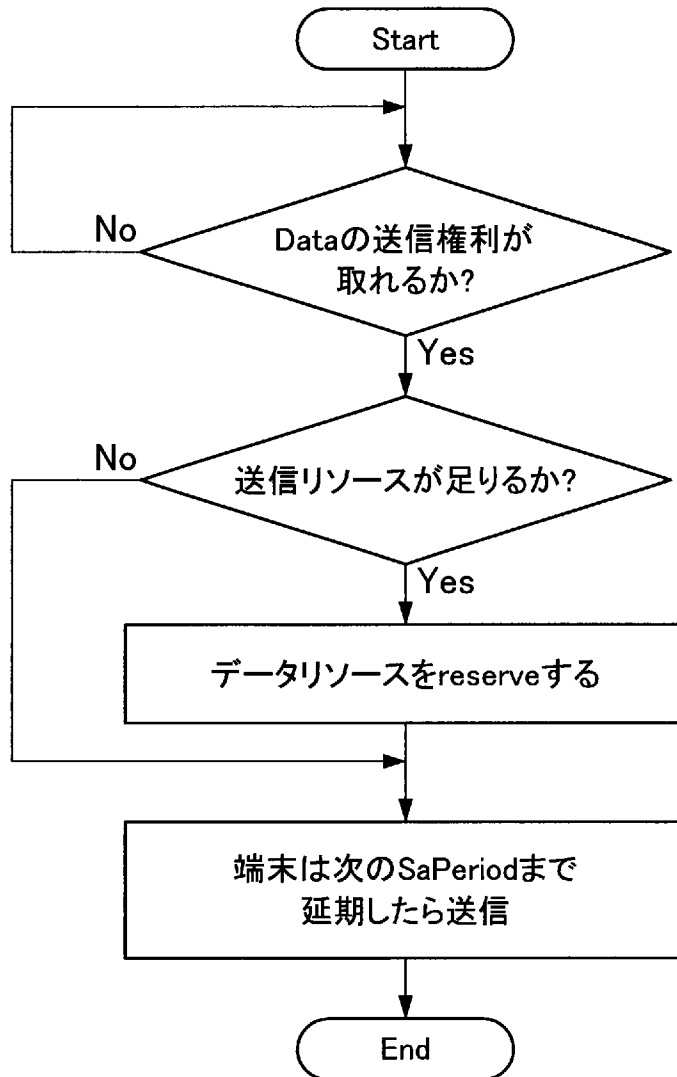 Start
No
Dataの送信権利が
取れるか?
Yes
No
送信リソースが足りるか?
Yes
データリソースをreserveする
端末は次のSaPeriodまで
延期したら送信
End